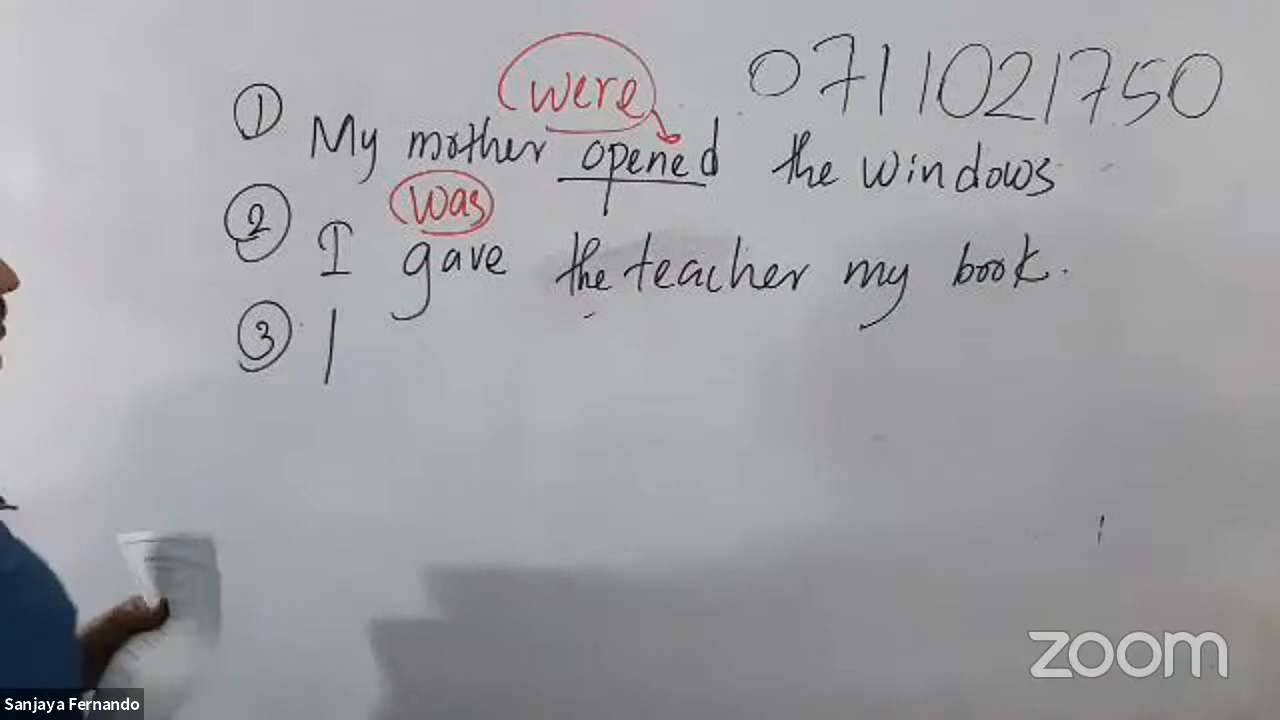 were
0711021750
① My mother opened the windows
was
② I gave the teacher my book.
③ I
zoom
Sanjaya Fernando